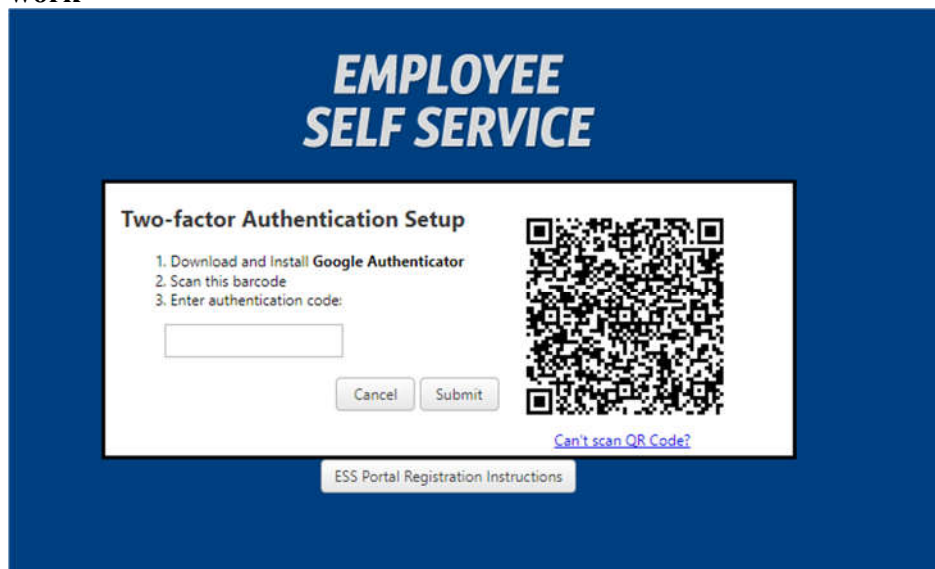 EMPLOYEE
SELF SERVICE
Two-factor Authentication Setup
1. Download and Install Google Authenticator
2. Scan this barcode
3. Enter authentication code:
Cancel
Submit
Can't scan QR Code?
ESS Portal Registration Instructions